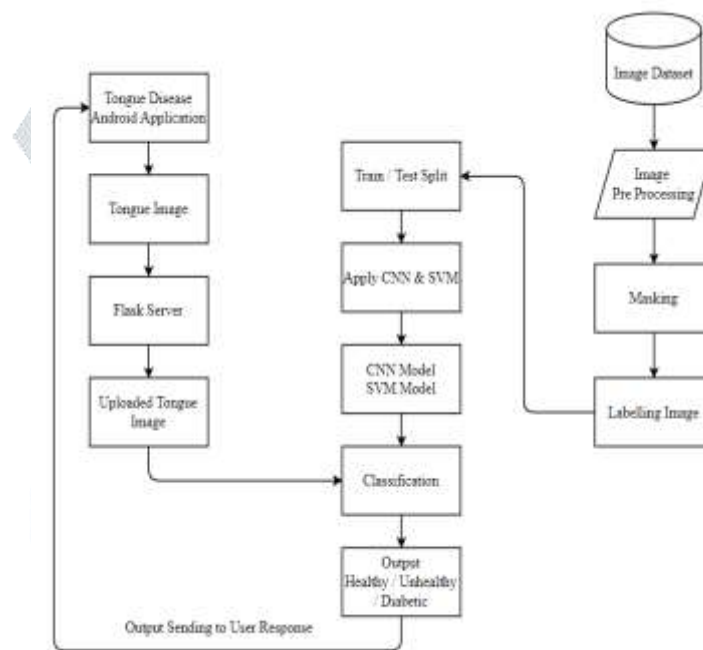 Tongue Disease
Android Application
Tongue Image
Flask Server
Uploaded Tongue
Image
Train / Test Split
Apply CNN & SVM
CNN Model
SVM Model
Classification
Output
Healthy / Unhealthy
/ Diabetic
Output Sending to User Response
Image Dataset
Image
Pre Processing
Masking
Labelling Image